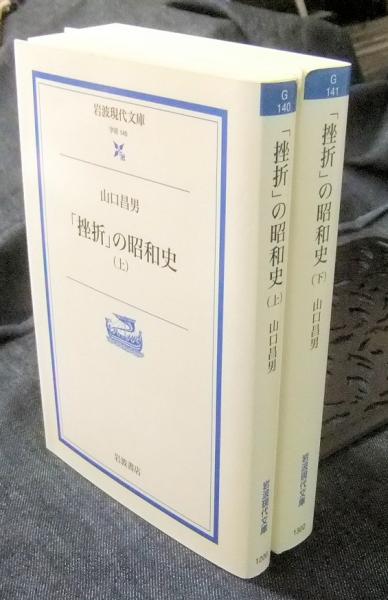 岩波現代文庫
学術 140
山口昌男
「挫折」の昭和史
(上)
岩波書店
G
140
「挫折」の昭和史(上)
山口昌男
岩波現代文庫
1200
G
141
「挫折」の昭和史(下)
山口昌男
岩波現代文庫
1300